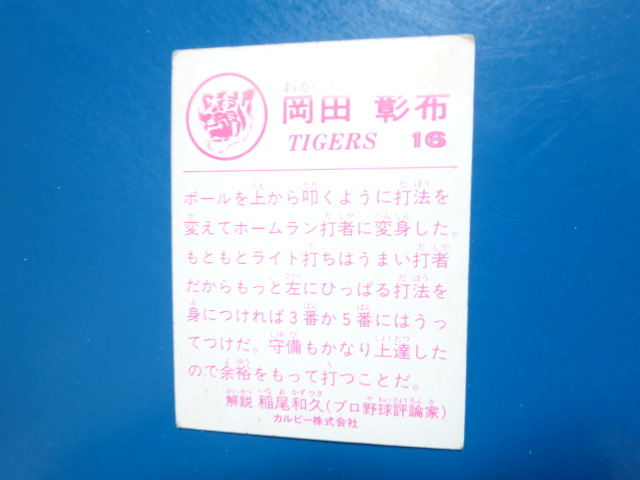 岡田 彰布
TIGERS 16
ボールを上から叩くように打法を
変えてホームラン打者に変身した。
もともとライト打ちはうまい打者
だからもっと左にひっぱる打法を
身につければ3番か5番にはうっ
てつけだ。守備もかなり上達した
ので余裕をもって打つことだ。
解説 稲尾和久(プロ野球評論家)
カルビー株式会社